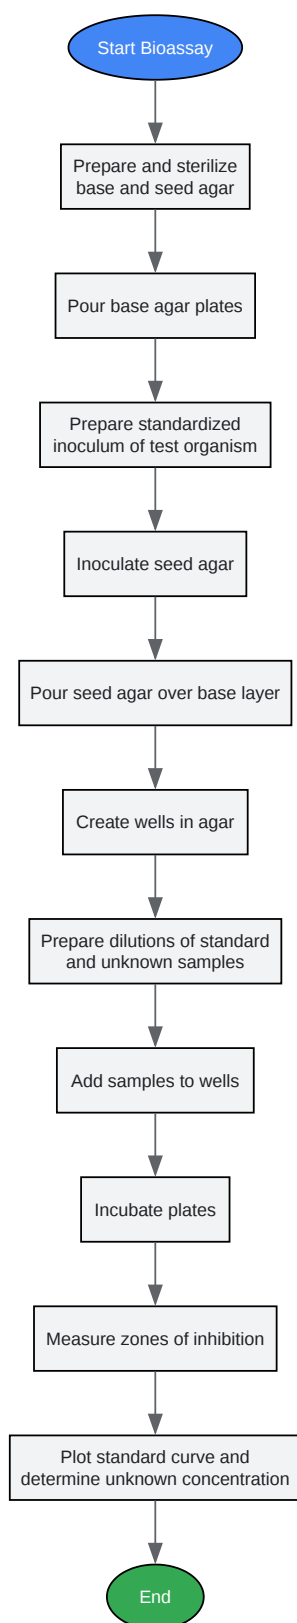 Start Bioassay
Prepare and sterilize
base and seed agar
Pour base agar plates
Prepare standardized
inoculum of test organism
Inoculate seed agar
Pour seed agar over base layer
Create wells in agar
Prepare dilutions of standard
and unknown samples
Add samples to wells
Incubate plates
Measure zones of inhibition
Plot standard curve and
determine unknown concentration
End